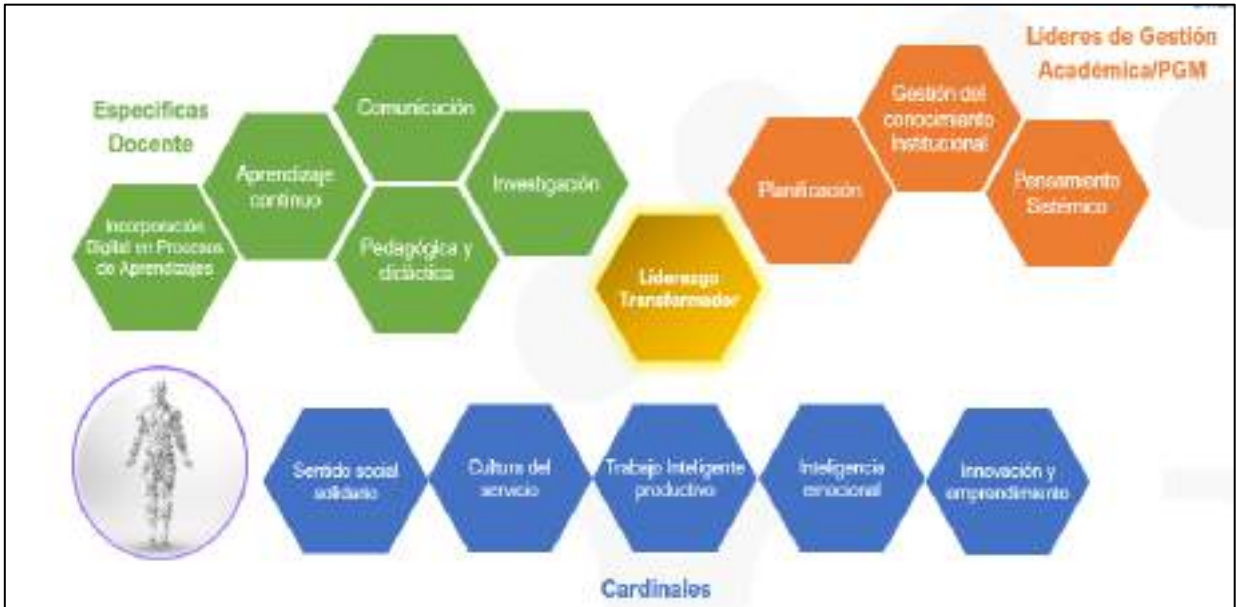 Específicas
Docente
Incorporación
Digital en Procesos
de Aprendizajes
Aprendizaje
continuo
Comunicación
Pedagógica y
didáctica
Investigación
Liderazgo
Transformador
Líderes de Gestión
Académica/PGM
Planificación
Gestión del
conocimiento
Institucional
Pensamiento
Sistémico
Sentido social
solidario
Cultura del
servicio
Trabajo Inteligente
productivo
Inteligencia
emocional
Innovación y
emprendimiento
Cardinales